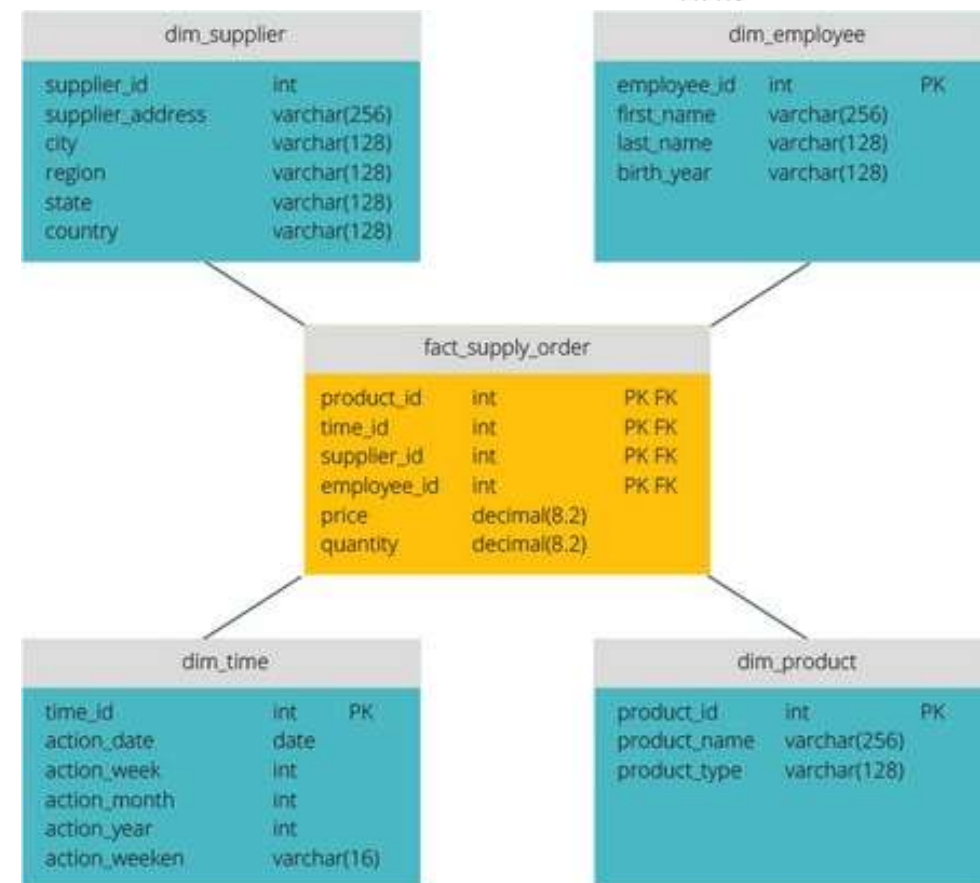 dim_supplier
supplier_id int
supplier_address varchar(256)
city varchar(128)
region varchar(128)
state varchar(128)
country varchar(128)
dim_employee
employee_id int PK
first_name varchar(256)
last_name varchar(128)
birth_year varchar(128)
fact_supply_order
product_id int PK FK
time_id int PK FK
supplier_id int PK FK
employee_id int PK FK
price decimal(8.2)
quantity decimal(8.2)
dim_time
time_id int PK
action_date date
action_week int
action_month int
action_year int
action_weeken varchar(16)
dim_product
product_id int PK
product_name varchar(256)
product_type varchar(128)